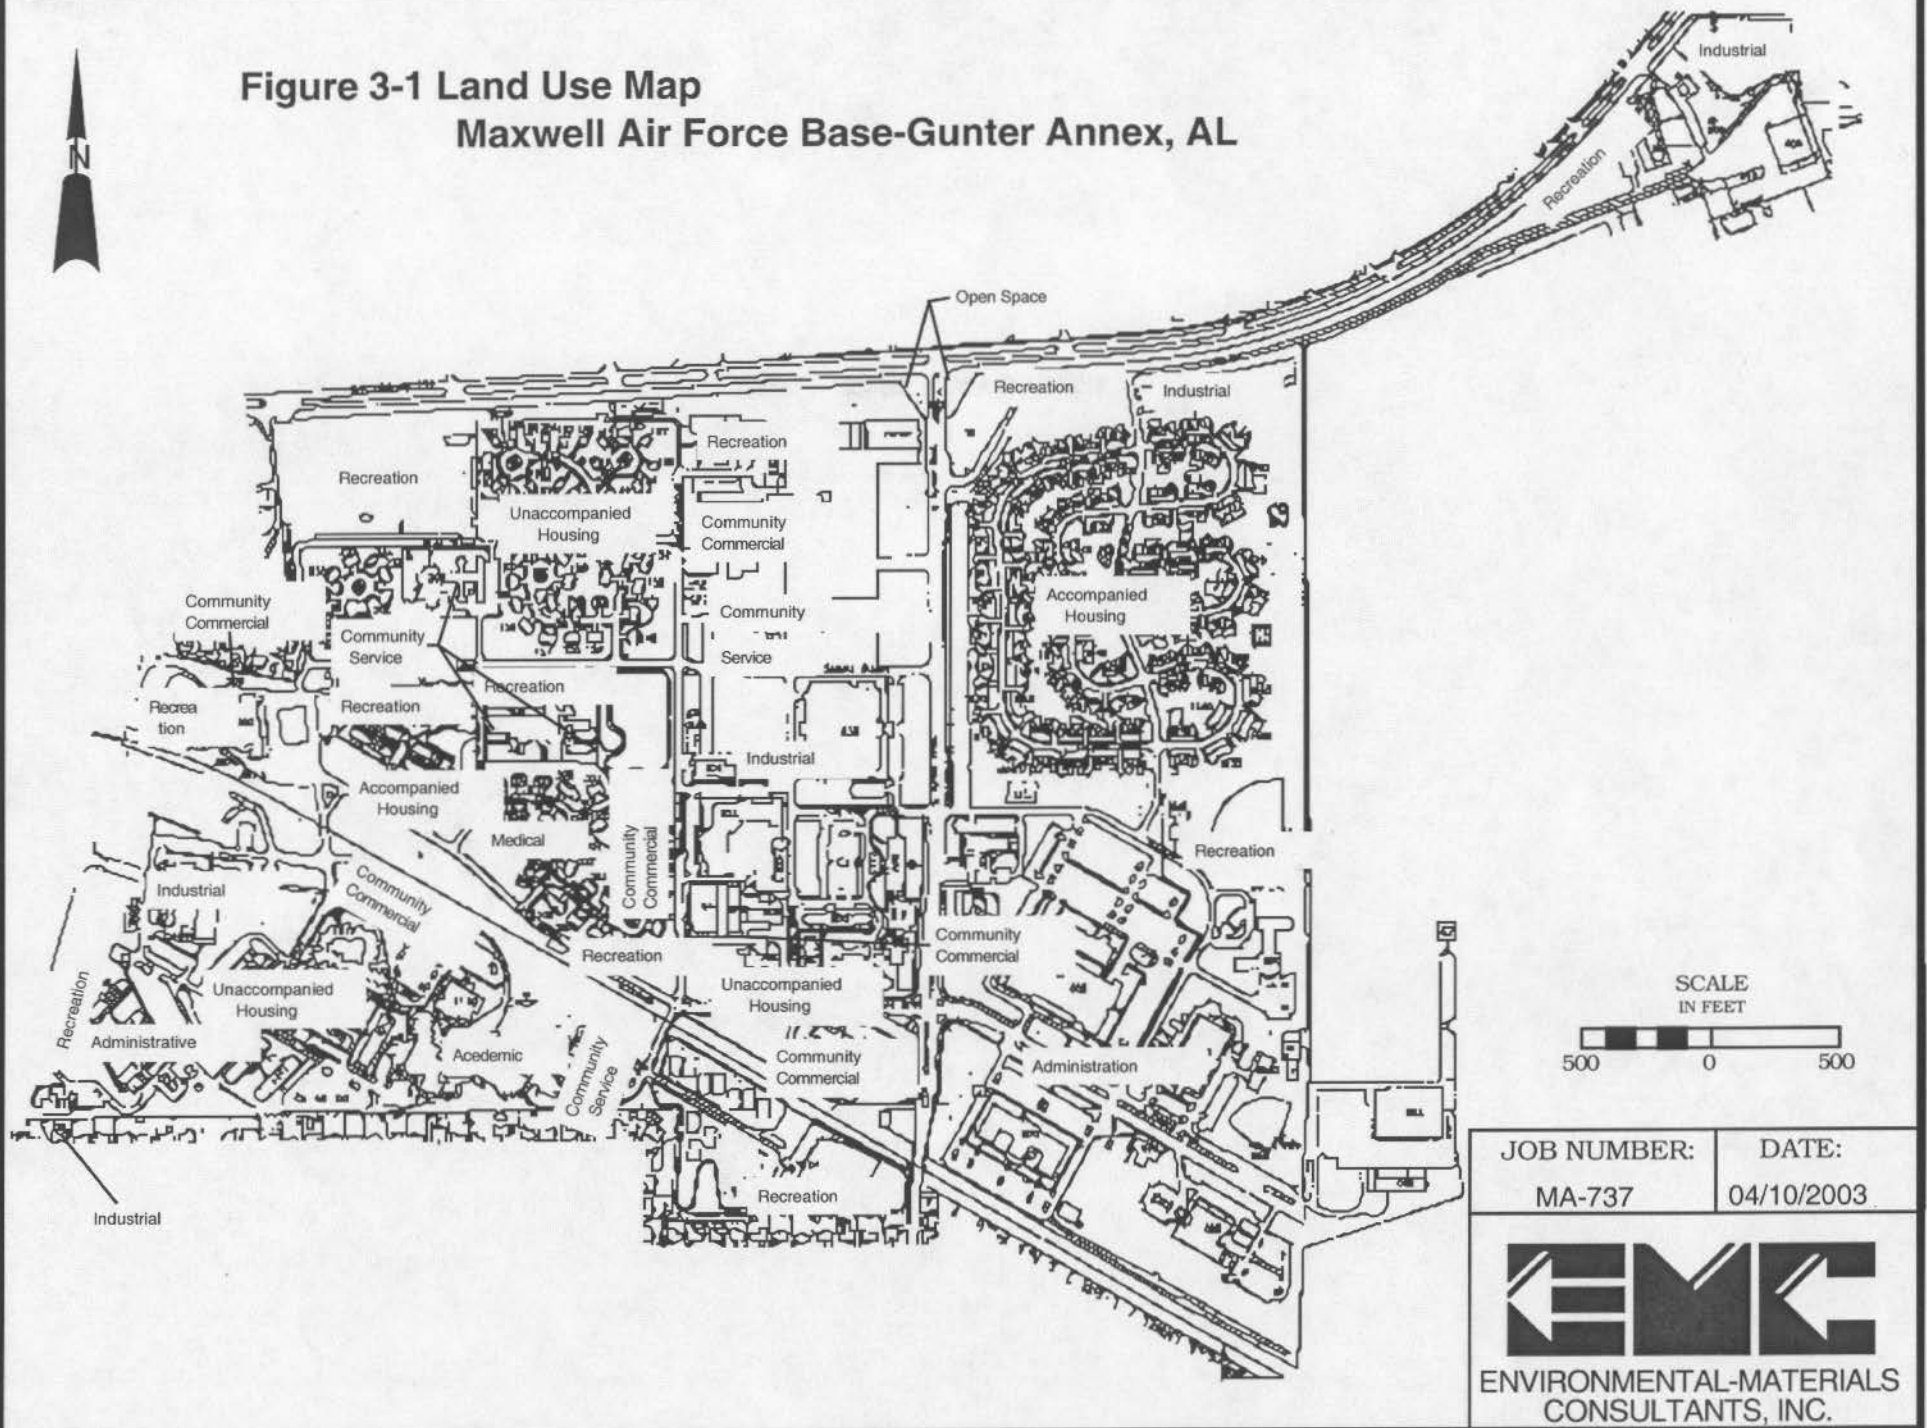 Figure 3-1 Land Use Map
Maxwell Air Force Base-Gunter Annex, AL
N
Industrial
Recreation
Open Space
Recreation
Industrial
Recreation
Recreation
Unaccompanied
Housing
Community
Commercial
Accompanied
Housing
Community
Commercial
Community
Service
Community
Service
Recreation
Recreation
Recrea
tion
Industrial
Accompanied
Housing
Medical
Community
Commercial
Recreation
Industrial
Community
Commercial
Recreation
Community
Commercial
Unaccompanied
Housing
Unaccompanied
Housing
Recreation
Administrative
Acedemic
Community
Service
Community
Commercial
Administration
Recreation
Industrial
SCALE
IN FEET
500 0 500
JOB NUMBER:
MA-737
DATE:
04/10/2003
EMC
ENVIRONMENTAL-MATERIALS
CONSULTANTS, INC.